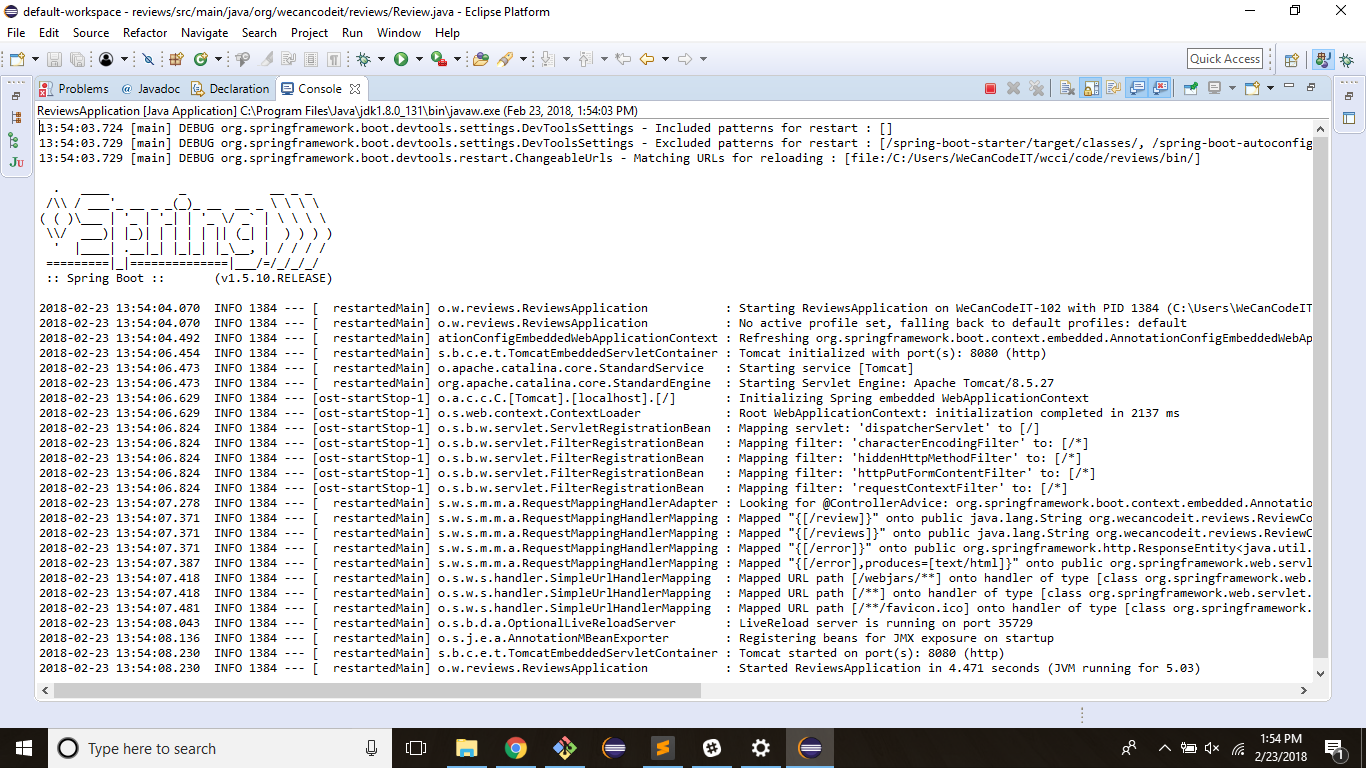 default-workspace - reviews/src/main/java/org/wecancodeit/reviews/Review.java - Eclipse Platform
File Edit Source Refactor Navigate Search Project Run Window Help
Quick Access
Problems @ Javadoc Declaration Console
ReviewsApplication [Java Application] C:\Program Files\Java\jdk1.8.0_131\bin\javaw.exe (Feb 23, 2018, 1:54:03 PM)
13:54:03.724 [main] DEBUG org.springframework.boot.devtools.settings.DevToolsSettings - Included patterns for restart : []
13:54:03.729 [main] DEBUG org.springframework.boot.devtools.settings.DevToolsSettings - Excluded patterns for restart : [/spring-boot-starter/target/classes/, /spring-boot-autoconfig
13:54:03.729 [main] DEBUG org.springframework.boot.devtools.restart.ChangeableUrls - Matching URLs for reloading : [file:/C:/Users/WeCanCodeIT/wcci/code/reviews/bin/]
  .   ____          _            __ _ _
 /\\ / ___'_ __ _ _(_)_ __  __ _ \ \ \ \
( ( )\___ | '_ | '_| | '_ \/ _` | \ \ \ \
 \\/  ___)| |_)| | | | | || (_| |  ) ) ) )
  '  |____| .__|_| |_|_| |_\__, | / / / /
 =========|_|==============|___/=/_/_/_/
 :: Spring Boot ::       (v1.5.10.RELEASE)
2018-02-23 13:54:04.070  INFO 1384 --- [  restartedMain] o.w.reviews.ReviewsApplication           : Starting ReviewsApplication on WeCanCodeIT-102 with PID 1384 (C:\Users\WeCanCodeIT
2018-02-23 13:54:04.070  INFO 1384 --- [  restartedMain] o.w.reviews.ReviewsApplication           : No active profile set, falling back to default profiles: default
2018-02-23 13:54:04.492  INFO 1384 --- [  restartedMain] ationConfigEmbeddedWebApplicationContext : Refreshing org.springframework.boot.context.embedded.AnnotationConfigEmbeddedWebAp
2018-02-23 13:54:06.454  INFO 1384 --- [  restartedMain] s.b.c.e.t.TomcatEmbeddedServletContainer : Tomcat initialized with port(s): 8080 (http)
2018-02-23 13:54:06.473  INFO 1384 --- [  restartedMain] o.apache.catalina.core.StandardService   : Starting service [Tomcat]
2018-02-23 13:54:06.473  INFO 1384 --- [  restartedMain] org.apache.catalina.core.StandardEngine  : Starting Servlet Engine: Apache Tomcat/8.5.27
2018-02-23 13:54:06.629  INFO 1384 --- [ost-startStop-1] o.a.c.c.C.[Tomcat].[localhost].[/]       : Initializing Spring embedded WebApplicationContext
2018-02-23 13:54:06.629  INFO 1384 --- [ost-startStop-1] o.s.web.context.ContextLoader            : Root WebApplicationContext: initialization completed in 2137 ms
2018-02-23 13:54:06.824  INFO 1384 --- [ost-startStop-1] o.s.b.w.servlet.ServletRegistrationBean  : Mapping servlet: 'dispatcherServlet' to [/]
2018-02-23 13:54:06.824  INFO 1384 --- [ost-startStop-1] o.s.b.w.servlet.FilterRegistrationBean   : Mapping filter: 'characterEncodingFilter' to: [/*]
2018-02-23 13:54:06.824  INFO 1384 --- [ost-startStop-1] o.s.b.w.servlet.FilterRegistrationBean   : Mapping filter: 'hiddenHttpMethodFilter' to: [/*]
2018-02-23 13:54:06.824  INFO 1384 --- [ost-startStop-1] o.s.b.w.servlet.FilterRegistrationBean   : Mapping filter: 'httpPutFormContentFilter' to: [/*]
2018-02-23 13:54:06.824  INFO 1384 --- [ost-startStop-1] o.s.b.w.servlet.FilterRegistrationBean   : Mapping filter: 'requestContextFilter' to: [/*]
2018-02-23 13:54:07.278  INFO 1384 --- [  restartedMain] s.w.s.m.m.a.RequestMappingHandlerAdapter : Looking for @ControllerAdvice: org.springframework.boot.context.embedded.Annotatio
2018-02-23 13:54:07.371  INFO 1384 --- [  restartedMain] s.w.s.m.m.a.RequestMappingHandlerMapping : Mapped "{[/review]}" onto public java.lang.String org.wecancodeit.reviews.ReviewCo
2018-02-23 13:54:07.371  INFO 1384 --- [  restartedMain] s.w.s.m.m.a.RequestMappingHandlerMapping : Mapped "{[/reviews]}" onto public java.lang.String org.wecancodeit.reviews.ReviewC
2018-02-23 13:54:07.371  INFO 1384 --- [  restartedMain] s.w.s.m.m.a.RequestMappingHandlerMapping : Mapped "{[/error]}" onto public org.springframework.http.ResponseEntity<java.util.
2018-02-23 13:54:07.387  INFO 1384 --- [  restartedMain] s.w.s.m.m.a.RequestMappingHandlerMapping : Mapped "{[/error],produces=[text/html]}" onto public org.springframework.web.servl
2018-02-23 13:54:07.418  INFO 1384 --- [  restartedMain] o.s.w.s.handler.SimpleUrlHandlerMapping  : Mapped URL path [/webjars/**] onto handler of type [class org.springframework.web.
2018-02-23 13:54:07.418  INFO 1384 --- [  restartedMain] o.s.w.s.handler.SimpleUrlHandlerMapping  : Mapped URL path [/**] onto handler of type [class org.springframework.web.servlet.
2018-02-23 13:54:07.481  INFO 1384 --- [  restartedMain] o.s.w.s.handler.SimpleUrlHandlerMapping  : Mapped URL path [/**/favicon.ico] onto handler of type [class org.springframework.
2018-02-23 13:54:08.043  INFO 1384 --- [  restartedMain] o.s.b.d.a.OptionalLiveReloadServer       : LiveReload server is running on port 35729
2018-02-23 13:54:08.136  INFO 1384 --- [  restartedMain] o.s.j.e.a.AnnotationMBeanExporter        : Registering beans for JMX exposure on startup
2018-02-23 13:54:08.230  INFO 1384 --- [  restartedMain] s.b.c.e.t.TomcatEmbeddedServletContainer : Tomcat started on port(s): 8080 (http)
2018-02-23 13:54:08.230  INFO 1384 --- [  restartedMain] o.w.reviews.ReviewsApplication           : Started ReviewsApplication in 4.471 seconds (JVM running for 5.03)
Type here to search
1:54 PM
2/23/2018
1